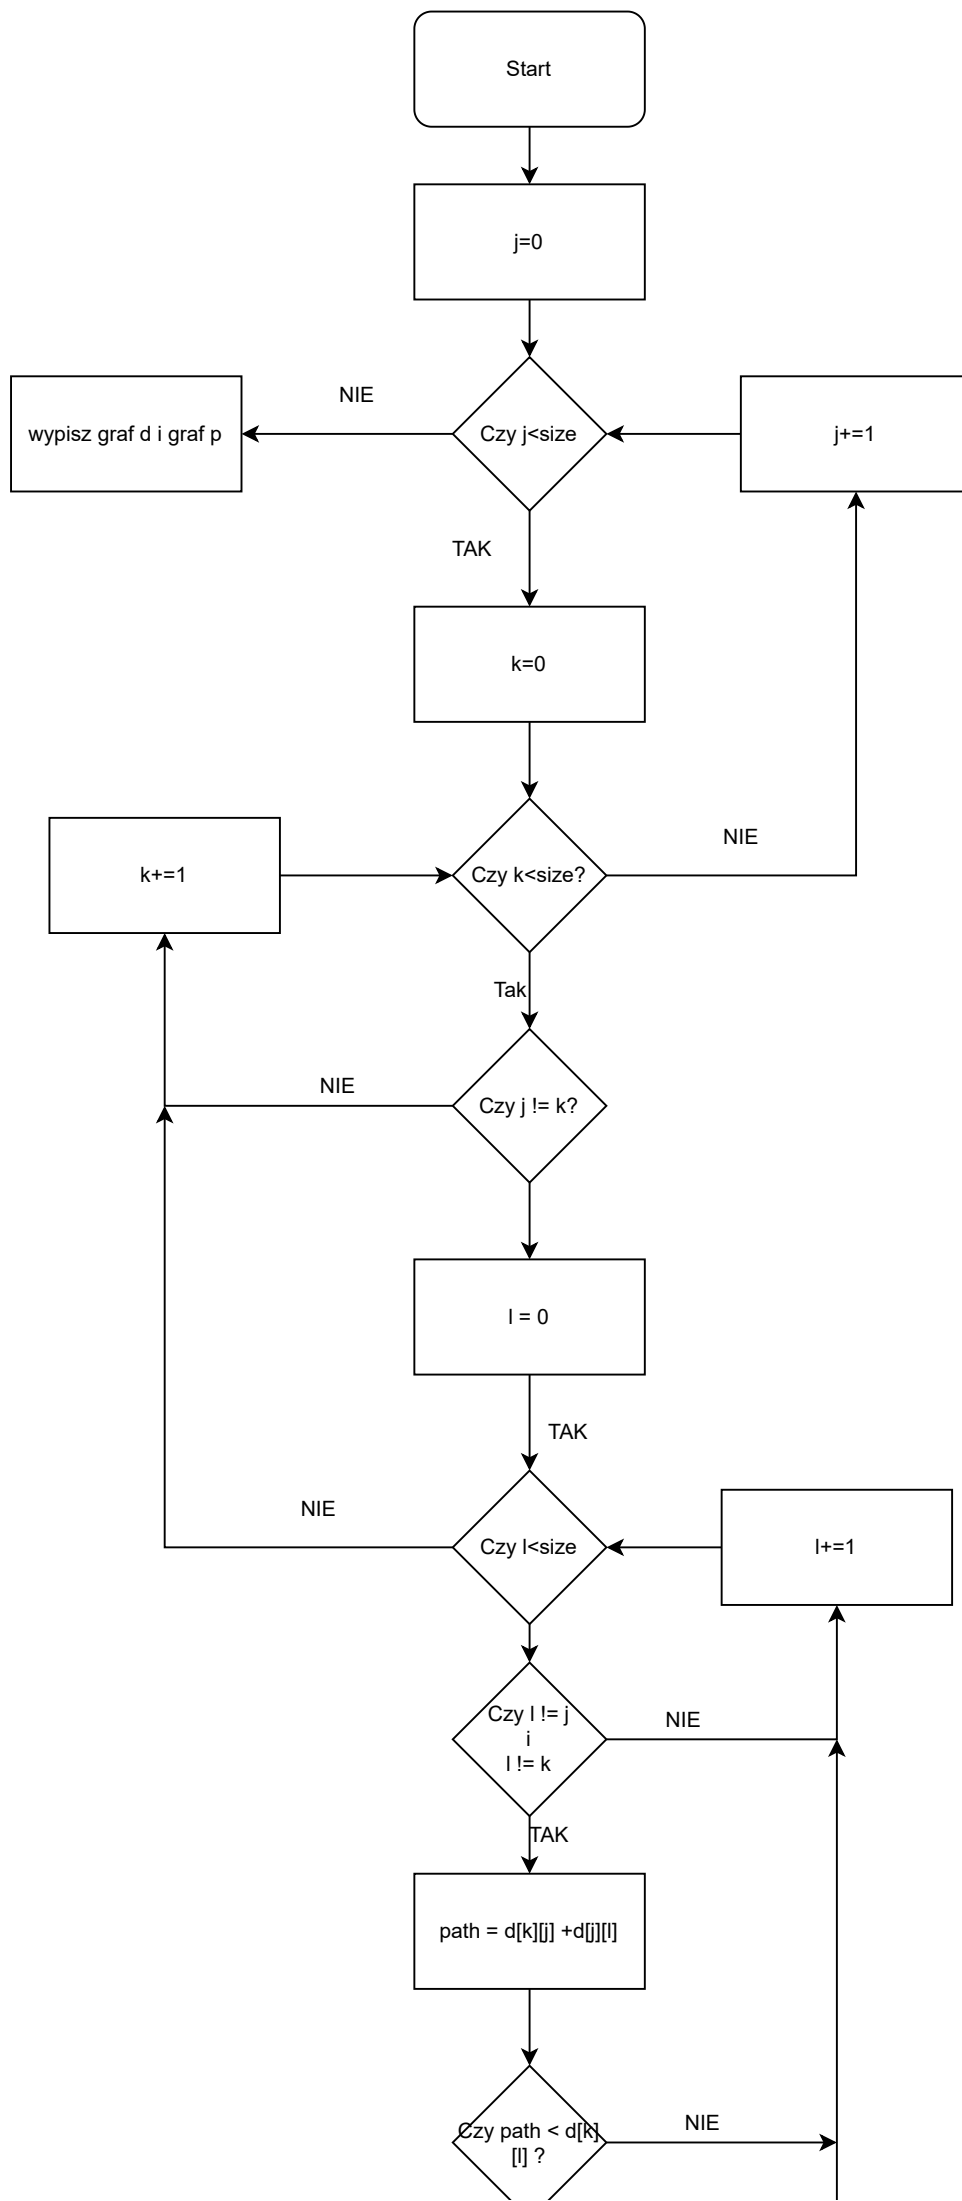 Start
j=0
NIE
wypisz graf d i graf p
Czy j<size
j+=1
TAK
k=0
NIE
k+=1
Czy k<size?
Tak
NIE
Czy j != k?
l = 0
TAK
NIE
Czy l<size
l+=1
Czy l != j
i
l != k
NIE
TAK
path = d[k][j] +d[j][l]
Czy path < d[k]
[l] ?
NIE